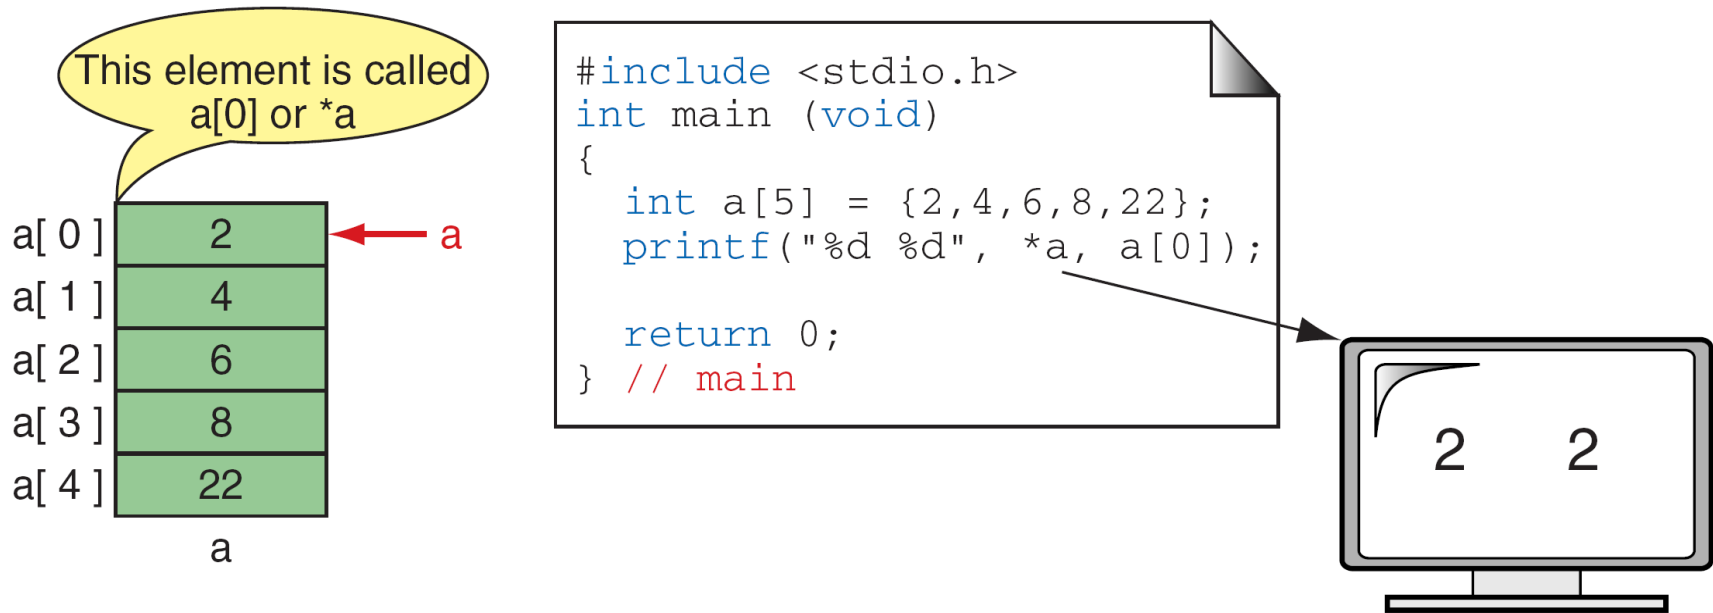 This element is called
a[0] or *a
a[ 0 ] 2 a
a[ 1 ] 4
a[ 2 ] 6
a[ 3 ] 8
a[ 4 ] 22
a
#include <stdio.h>
int main (void)
{
int a[5] = {2,4,6,8,22};
printf("%d %d", *a, a[0]);
return 0;
} // main
2 2